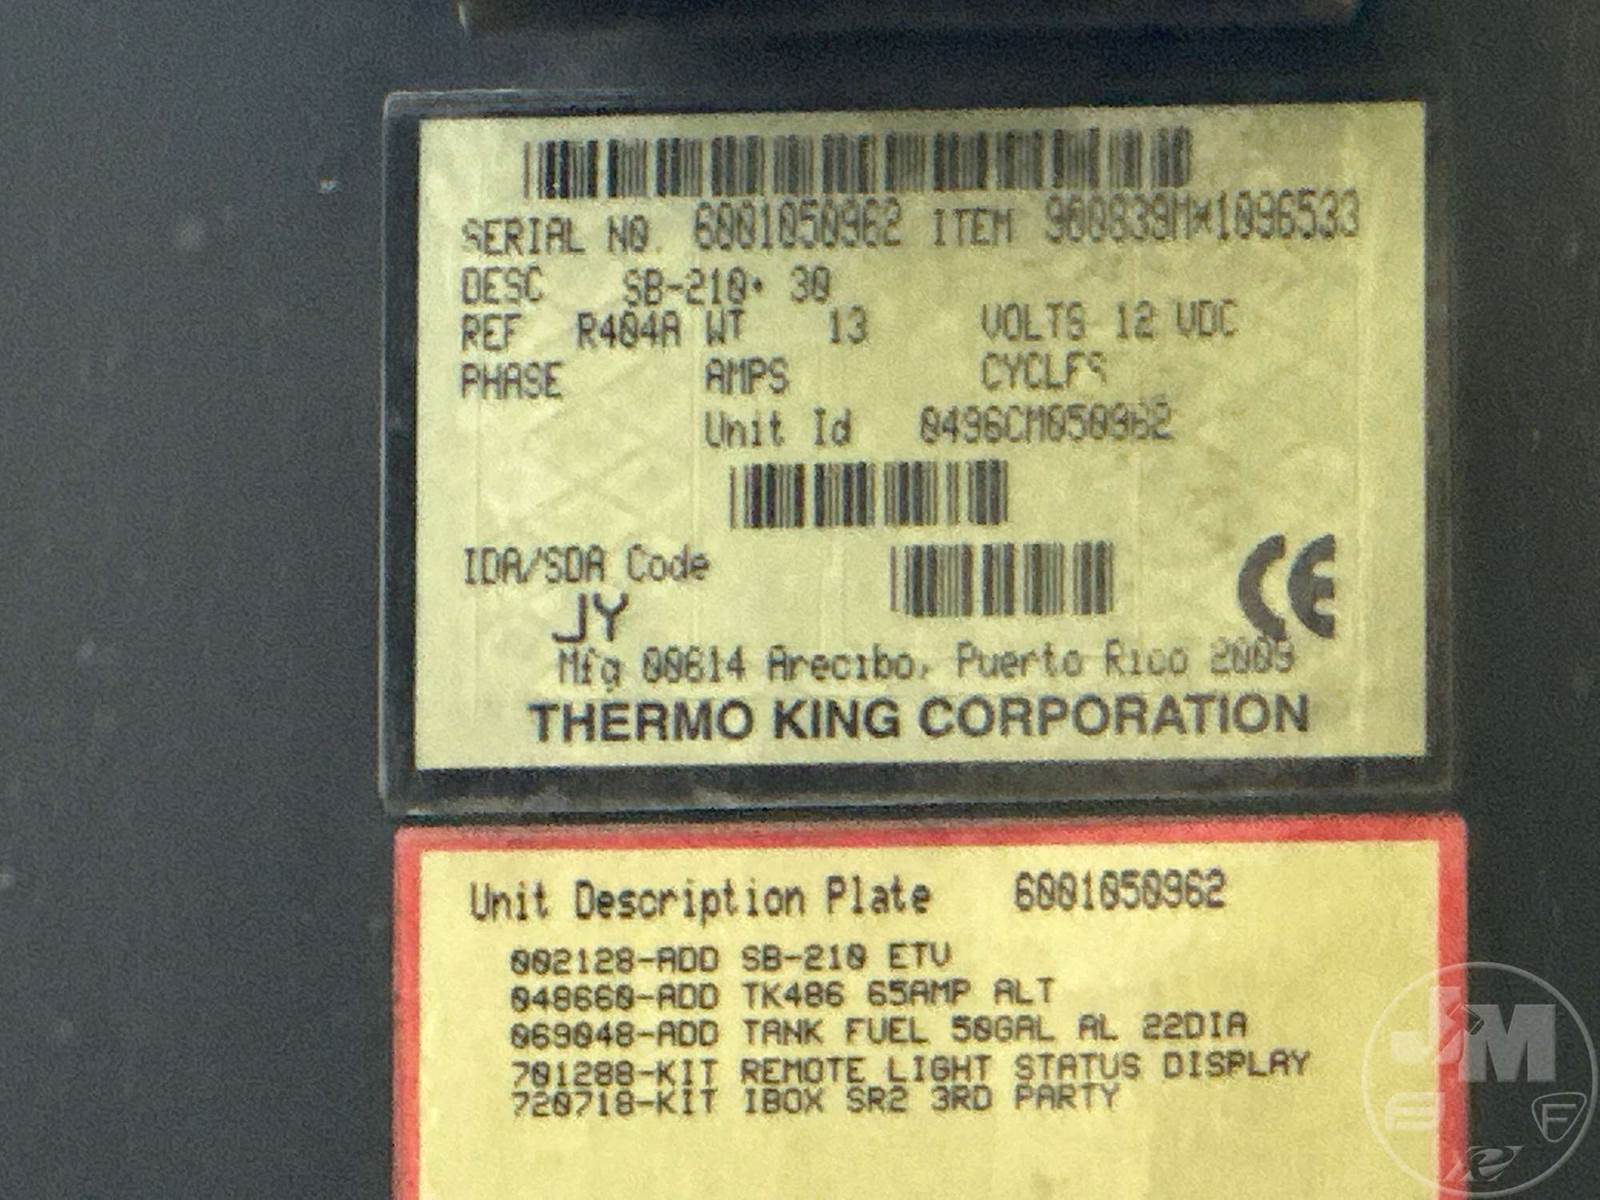 SERIAL NO. 6001050962 ITEM 900839M*1096533
DESC SB-210+ 30
REF R404A WT 13 VOLTS 12 VDC
PHASE AMPS CYCLES
Unit Id 0496CM050962
IDA/SDA Code
JY
CE
Mfg 00614 Arecibo, Puerto Rico 2009
THERMO KING CORPORATION
Unit Description Plate 6001050962
002128-ADD SB-210 ETV
048660-ADD TK486 65AMP ALT
069048-ADD TANK FUEL 50GAL AL 22DIA
701288-KIT REMOTE LIGHT STATUS DISPLAY
720718-KIT IBOX SR2 3RD PARTY
JM
E F